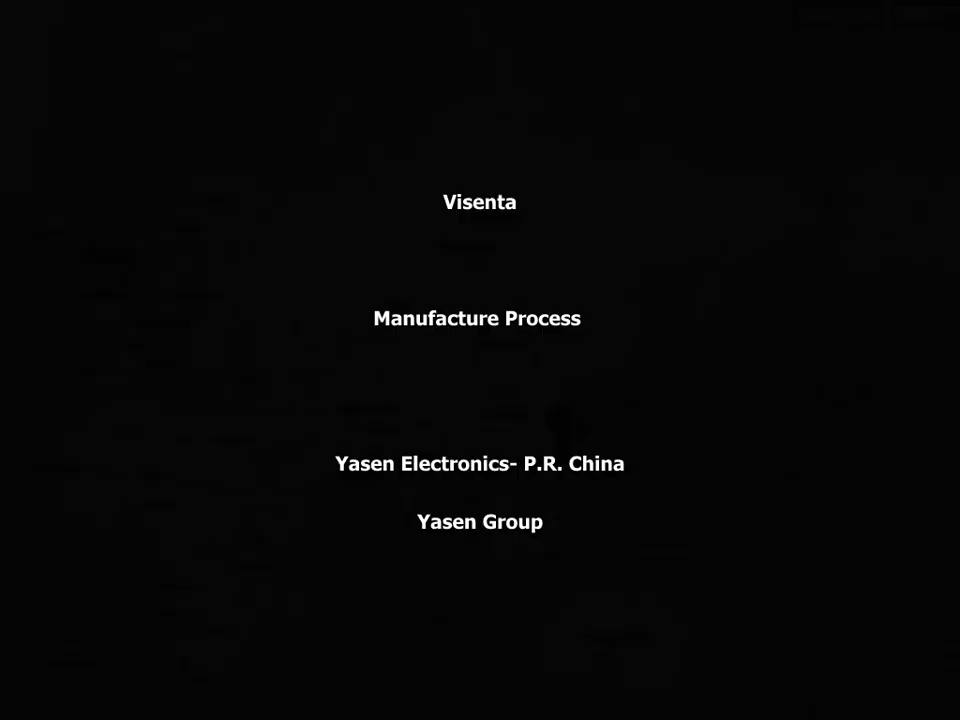 Visenta
Manufacture Process
Yasen Electronics- P.R. China
Yasen Group